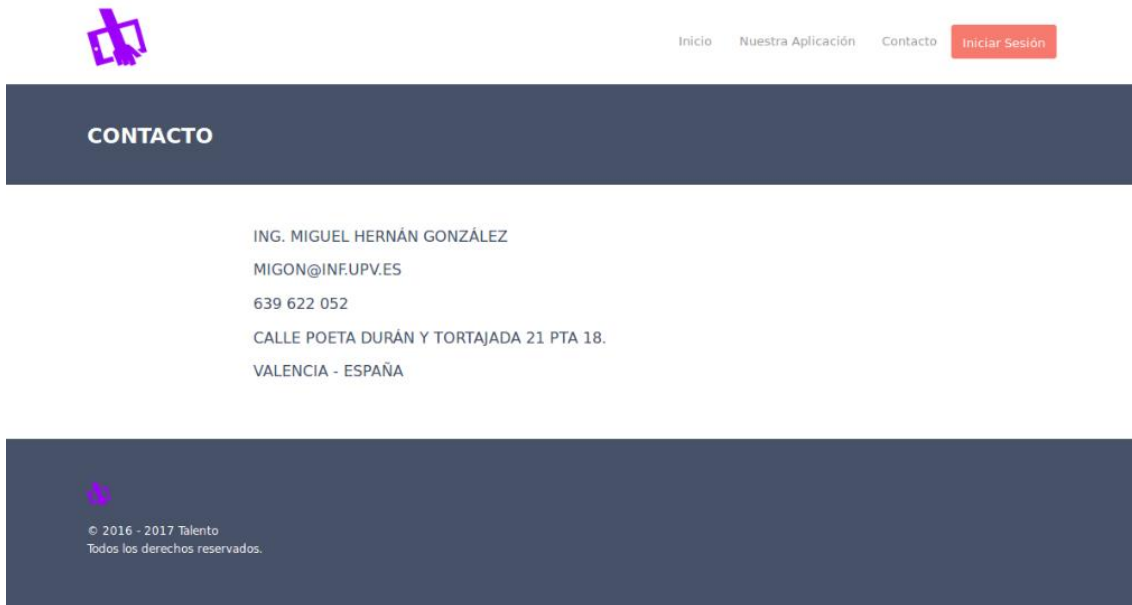 Inicio Nuestra Aplicación Contacto Iniciar Sesión
CONTACTO
ING. MIGUEL HERNÁN GONZÁLEZ
MIGON@INF.UPV.ES
639 622 052
CALLE POETA DURÁN Y TORTAJADA 21 PTA 18.
VALENCIA - ESPAÑA
© 2016 - 2017 Talento
Todos los derechos reservados.